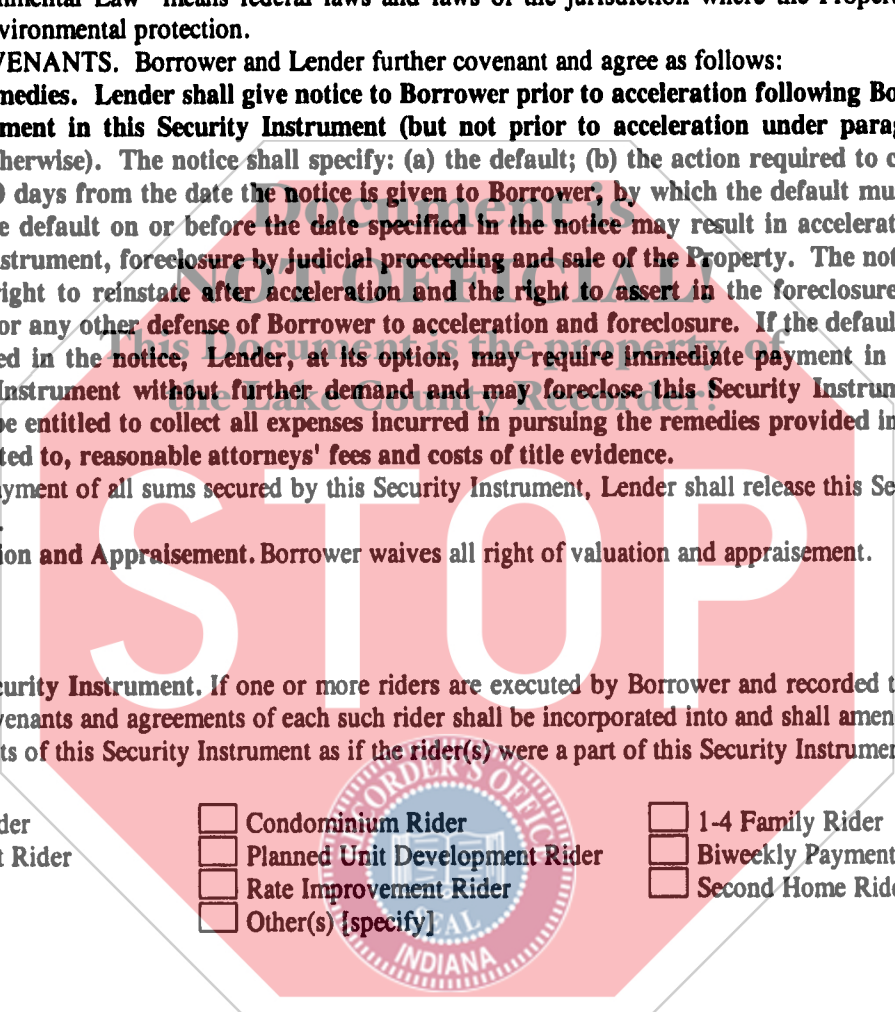 nmental Law" means federal laws and laws of the jurisdiction where the Prope
vironmental protection.
VENANTS. Borrower and Lender further covenant and agree as follows:
medies. Lender shall give notice to Borrower prior to acceleration following Bo
ment in this Security Instrument (but not prior to acceleration under parag
herwise). The notice shall specify: (a) the default; (b) the action required to c
0 days from the date the notice is given to Borrower, by which the default mu
e default on or before the date specified in the notice may result in accelerat
strument, foreclosure by judicial proceeding and sale of the Property. The not
ight to reinstate after acceleration and the right to assert in the foreclosure
or any other defense of Borrower to acceleration and foreclosure. If the defaul
ed in the notice, Lender, at its option, may require immediate payment in
Instrument without further demand and may foreclose this Security Instrum
be entitled to collect all expenses incurred in pursuing the remedies provided in
ted to, reasonable attorneys' fees and costs of title evidence.
ayment of all sums secured by this Security Instrument, Lender shall release this Se
.
ion and Appraisement. Borrower waives all right of valuation and appraisement.
curity Instrument. If one or more riders are executed by Borrower and recorded t
venants and agreements of each such rider shall be incorporated into and shall amen
ts of this Security Instrument as if the rider(s) were a part of this Security Instrumen
der Condominium Rider 1-4 Family Rider
t Rider Planned Unit Development Rider Biweekly Payment
Rate Improvement Rider Second Home Ride
Other(s) [specify]
Document is
NOT OFFICIAL!
This Document is the property of
the Lake County Recorder!
STOP
RECORDER'S OFFICE
SEAL
INDIANA